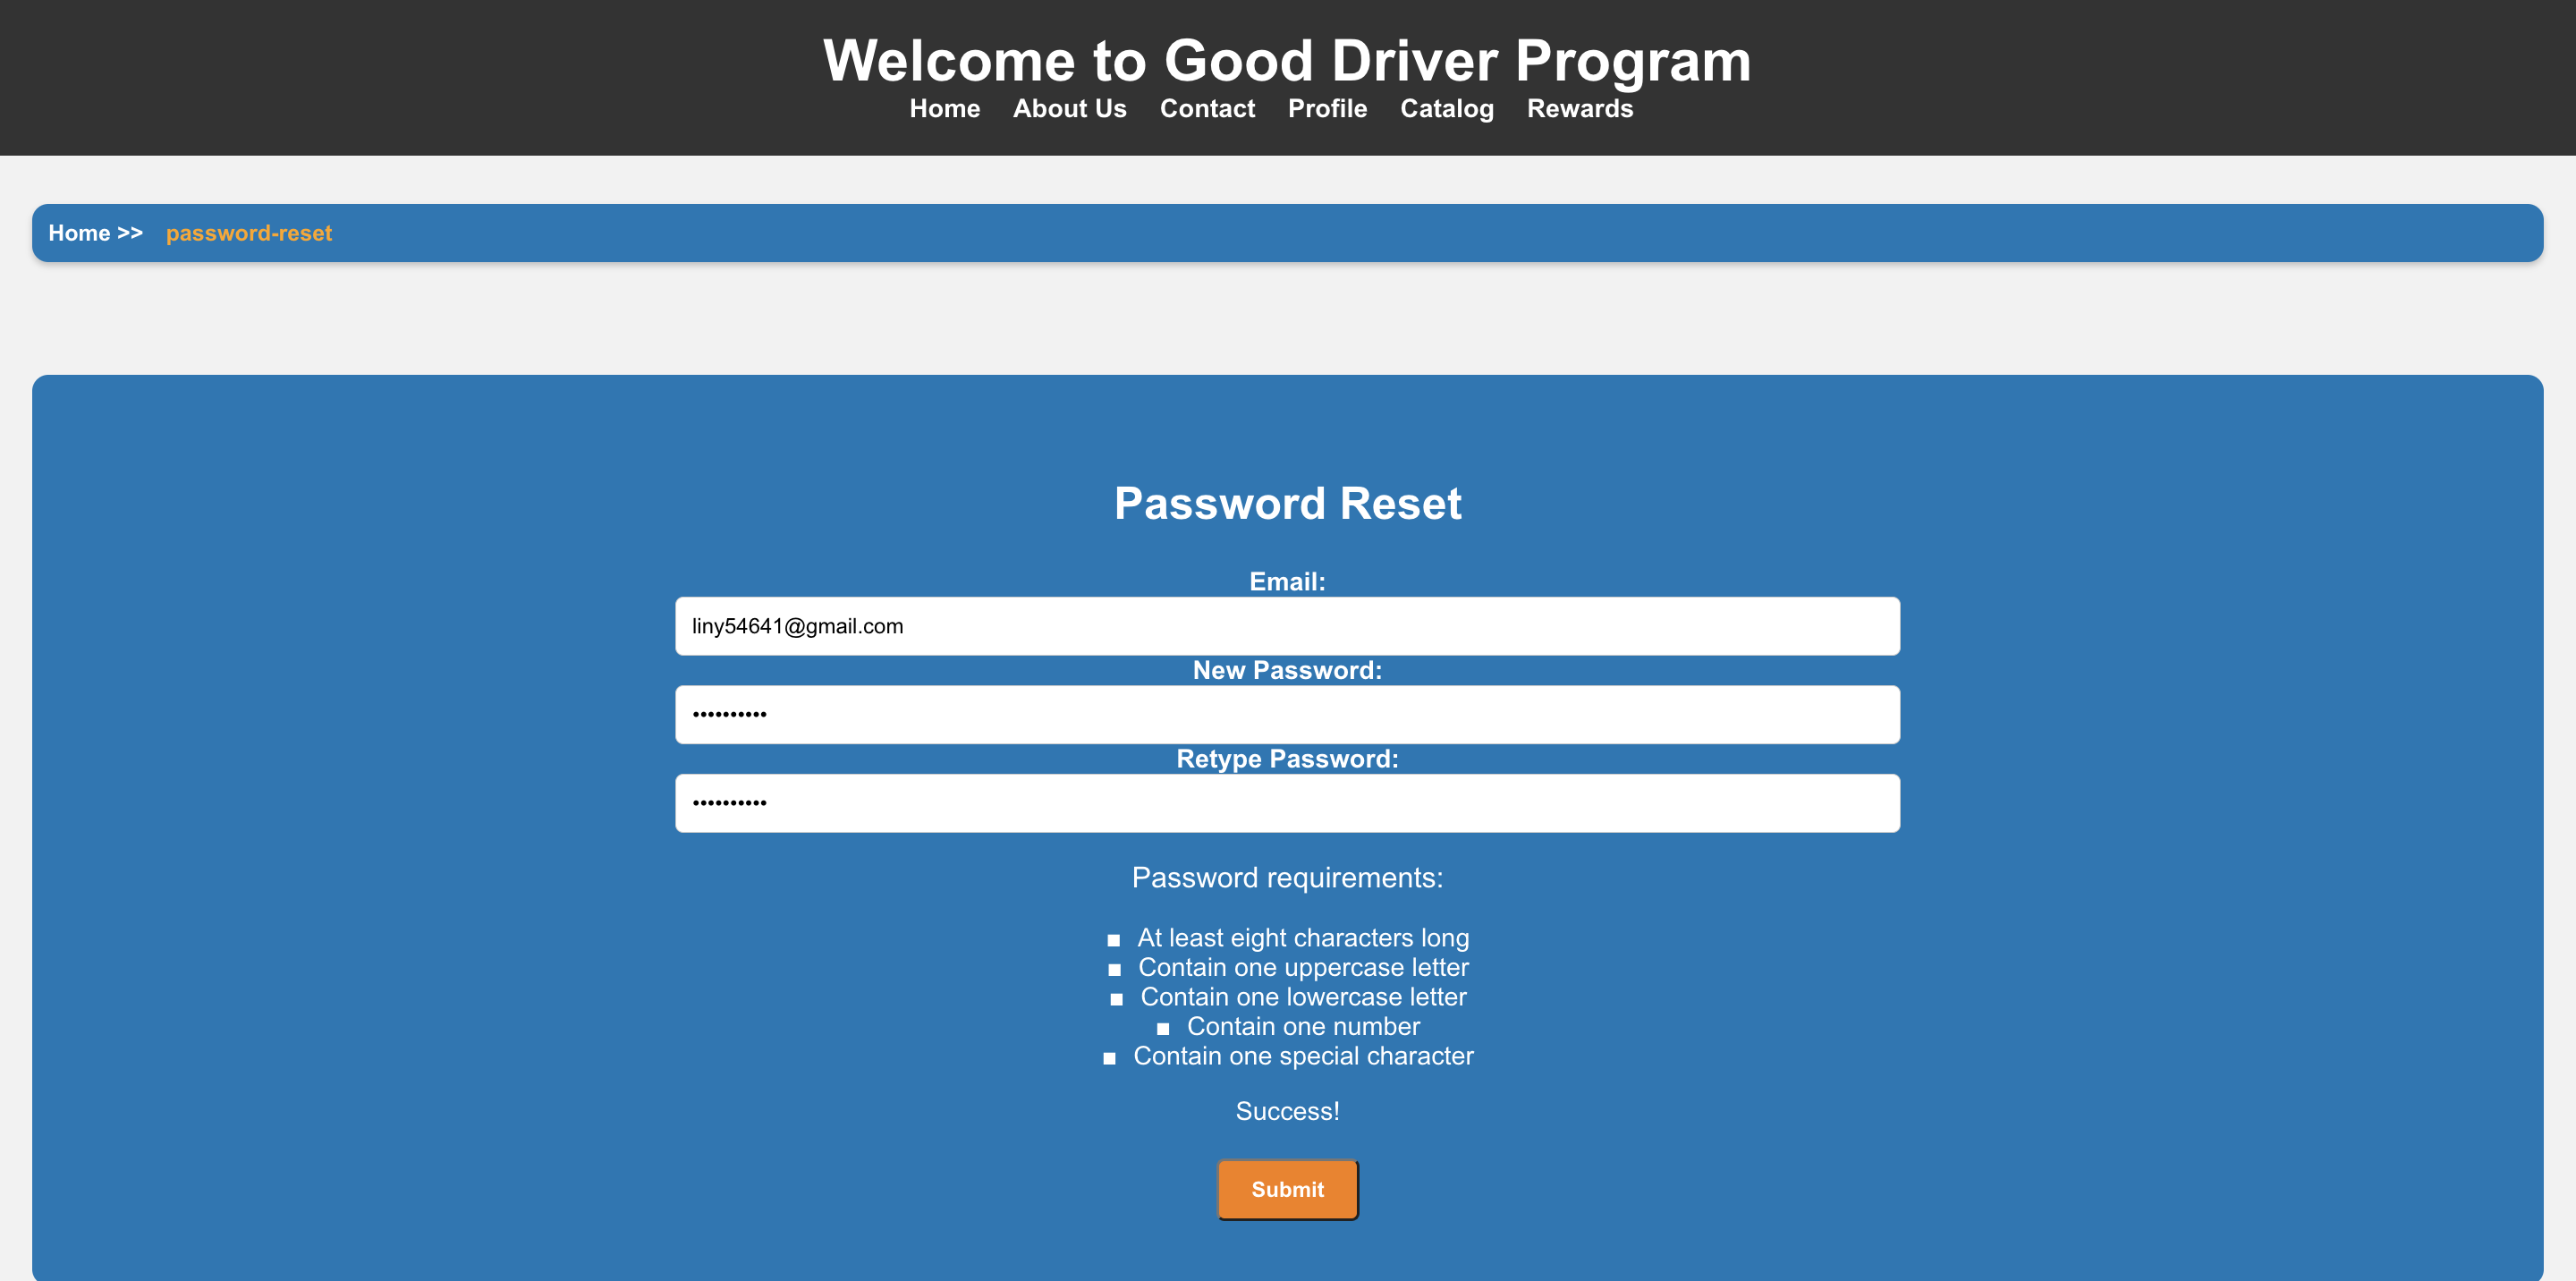 Welcome to Good Driver Program
Home About Us Contact Profile Catalog Rewards
Home >> password-reset
Password Reset
Email:
liny54641@gmail.com
New Password:
••••••••••
Retype Password:
••••••••••
Password requirements:
▪ At least eight characters long
▪ Contain one uppercase letter
▪ Contain one lowercase letter
▪ Contain one number
▪ Contain one special character
Success!
Submit